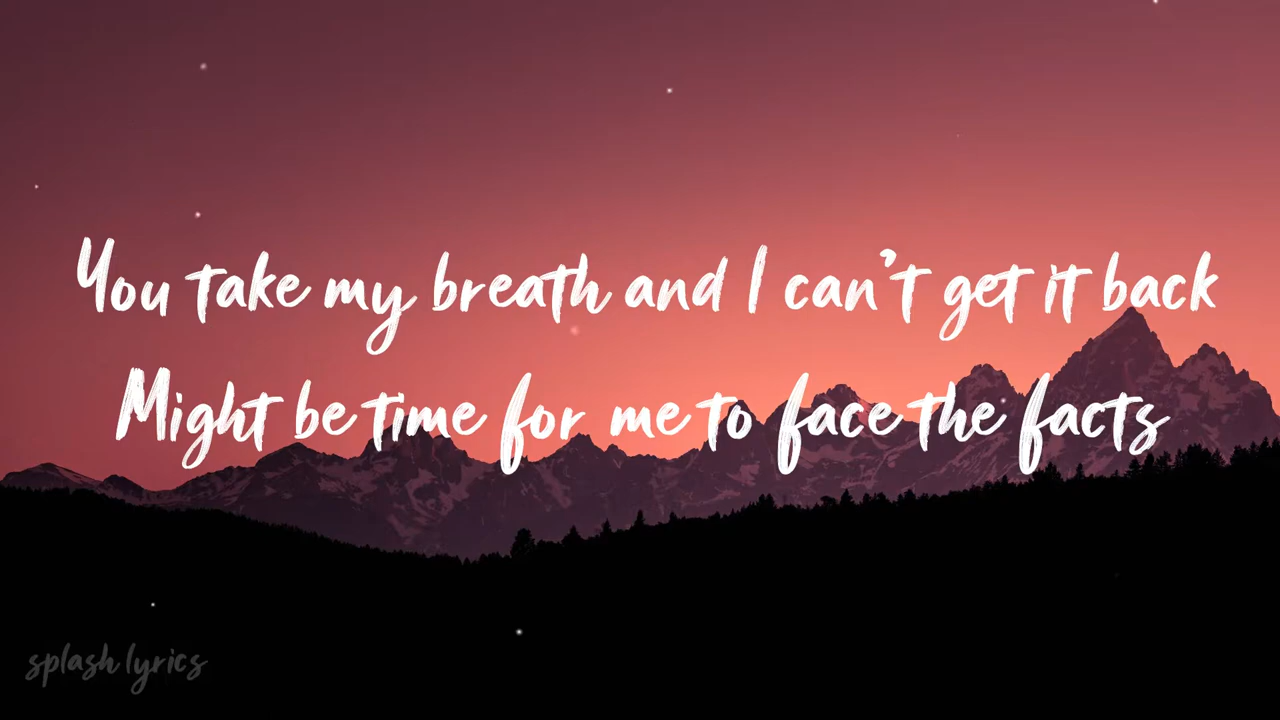 You take my breath and I can't get it back
Might be time for me to face the facts
splash lyrics